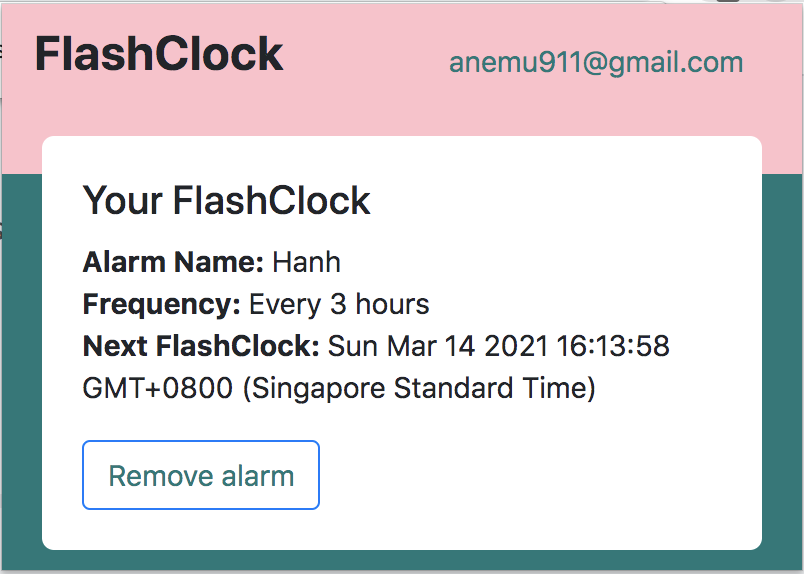 FlashClock
anemu911@gmail.com
Your FlashClock
Alarm Name: Hanh
Frequency: Every 3 hours
Next FlashClock: Sun Mar 14 2021 16:13:58
GMT+0800 (Singapore Standard Time)
Remove alarm